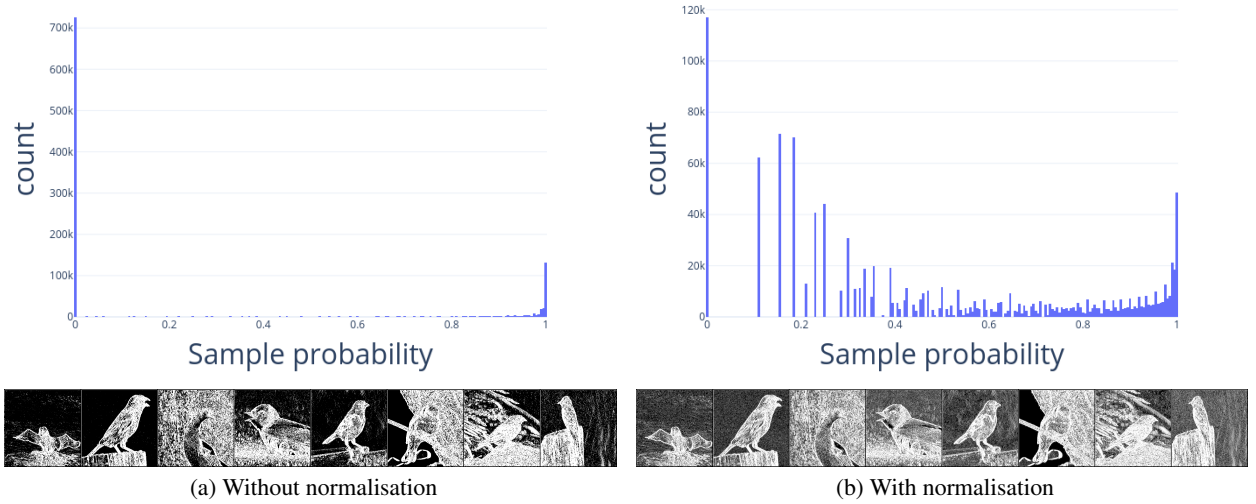 700k
600k
500k
400k
300k
200k
100k
0
count
0 0.2 0.4 0.6 0.8 1
Sample probability
(a) Without normalisation
120k
100k
80k
60k
40k
20k
0
count
0 0.2 0.4 0.6 0.8 1
Sample probability
(b) With normalisation